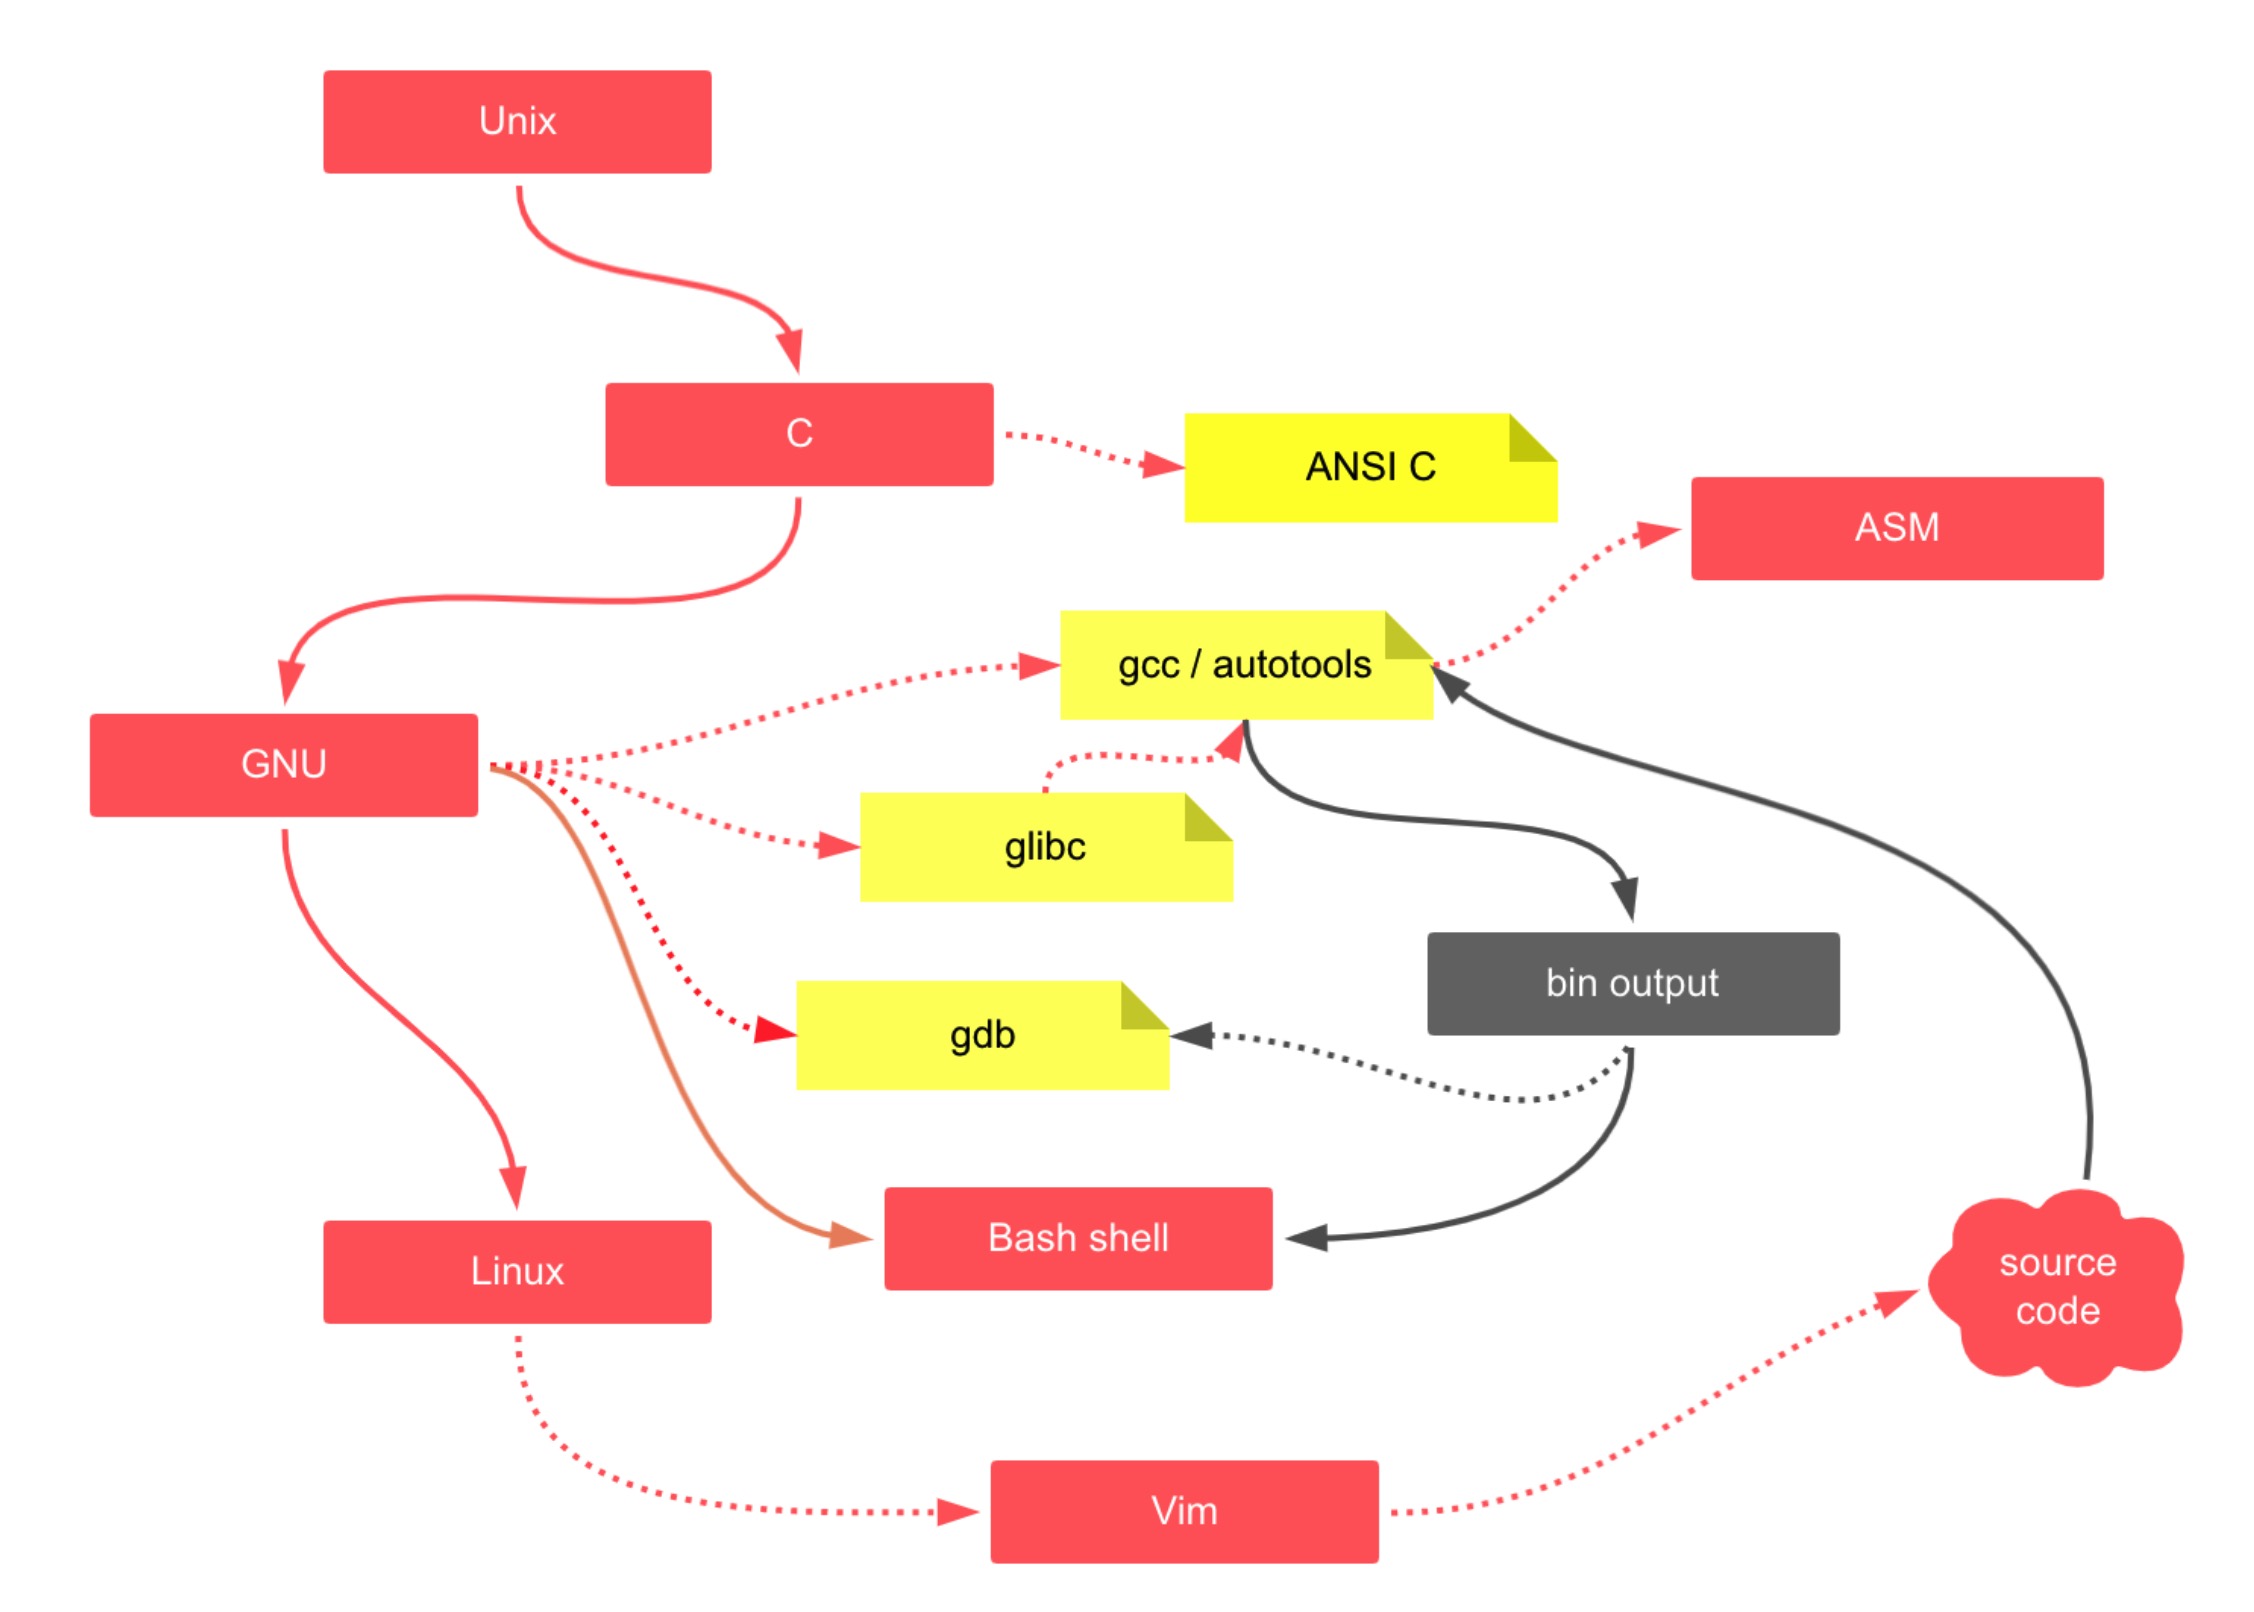 Unix
C
ANSI C
ASM
gcc / autotools
GNU
glibc
bin output
gdb
Bash shell
Linux
source
code
Vim